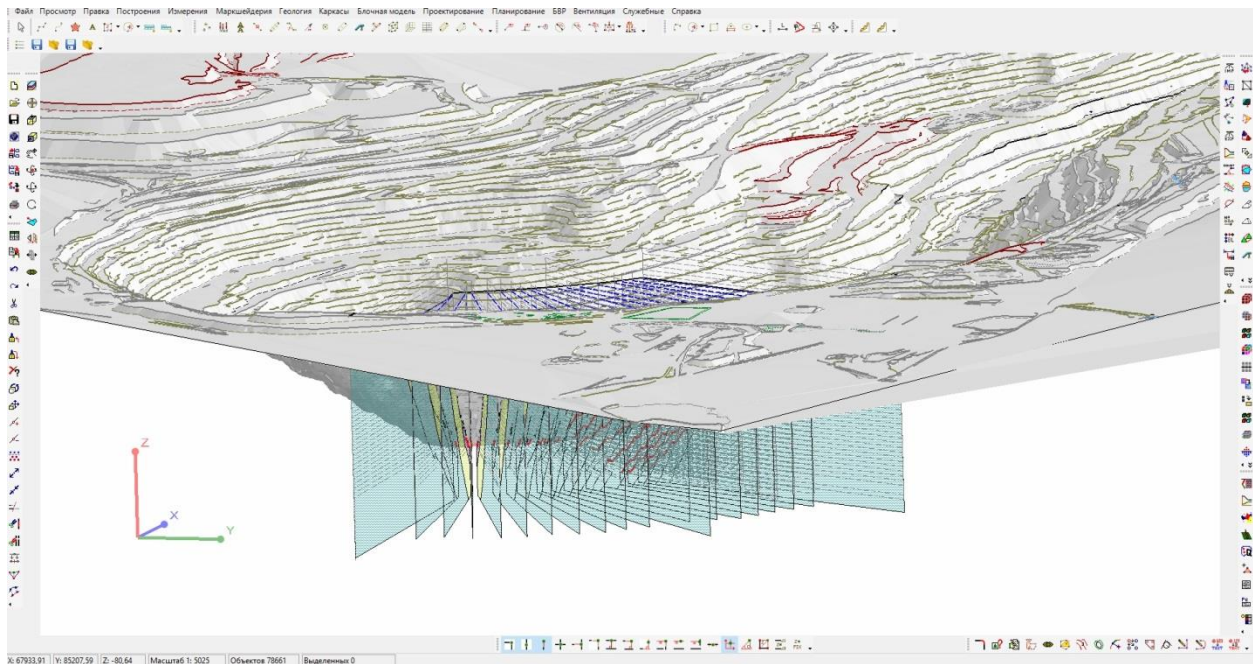 Файл Просмотр Правка Построения Измерения Маркшейдерия Геология Каркасы Блочная модель Проектирование Планирование БВР Вентиляция Служебные Справка
Z
X
Y
X: 67933,91 Y: 85207,59 Z: -80,64 Масштаб 1: 5025 Объектов 78661 Выделенных 0